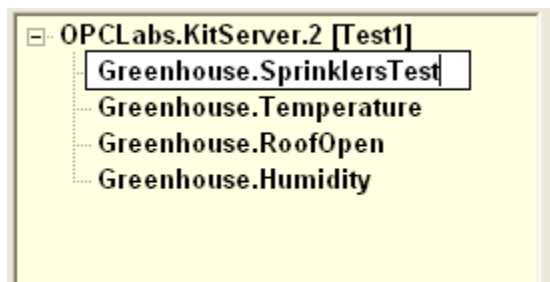 OPCLabs.KitServer.2 [Test1]
Greenhouse.SprinklersTest
Greenhouse.Temperature
Greenhouse.RoofOpen
Greenhouse.Humidity